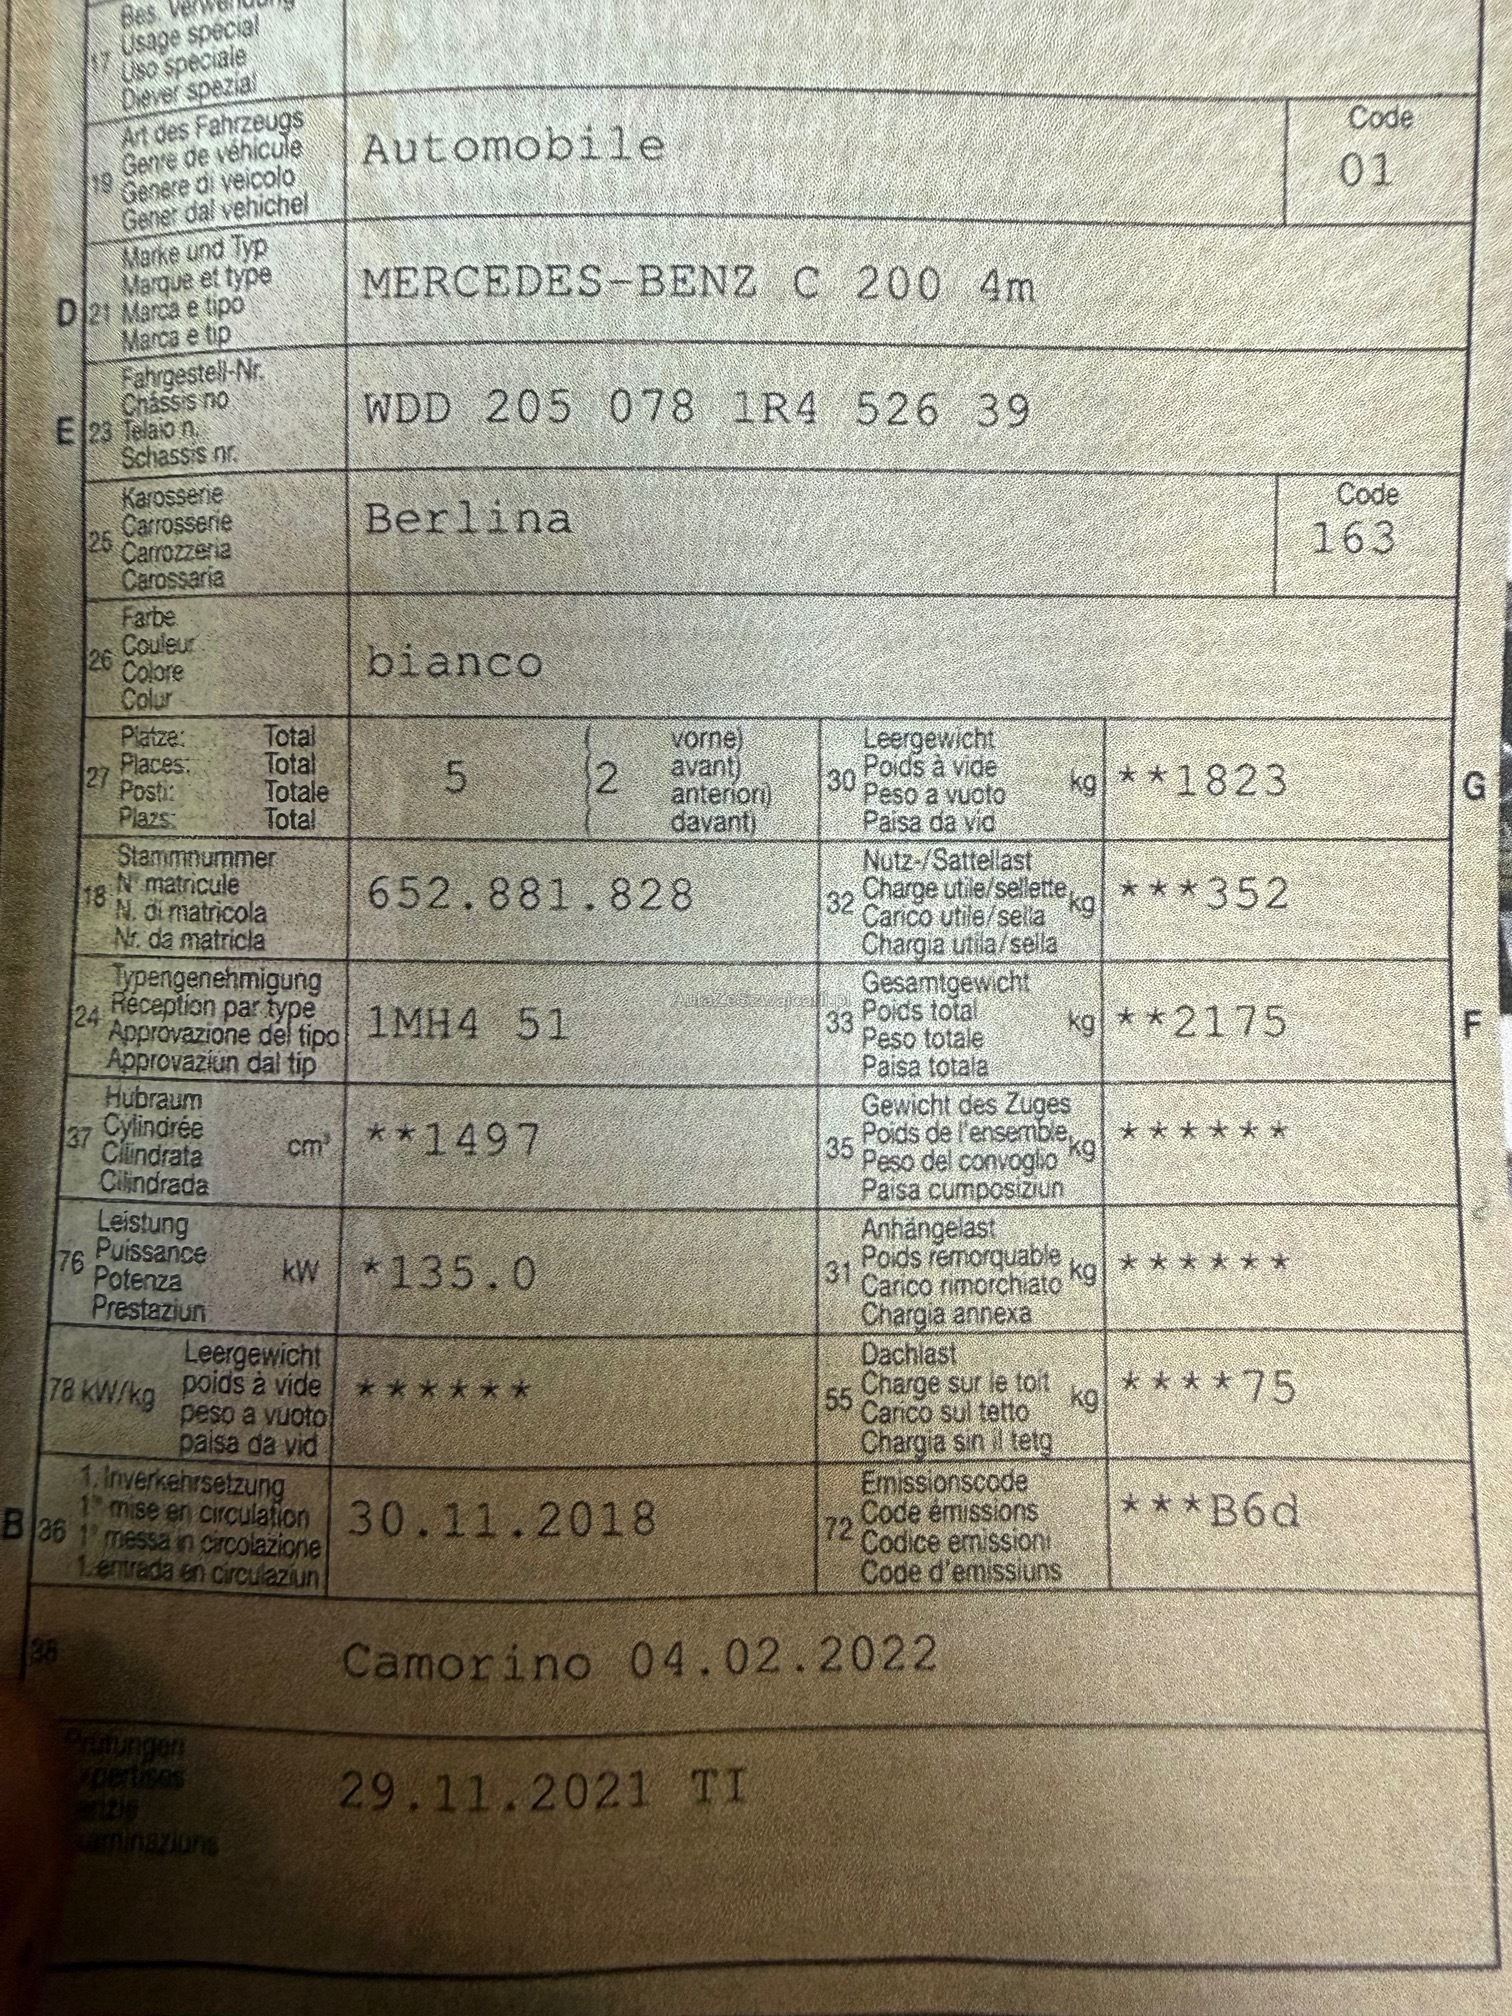 Bes. Verwendung
17 Usage spécial
Uso speciale
Diever spezial
Art des Fahrzeugs
Genre de véhicule
19 Genere di veicolo
Gener dal vehichel
Automobile
Code
01
Marke und Typ
Marque et type
D 21 Marca e tipo
Marca e tip
MERCEDES-BENZ C 200 4m
Fahrgestell-Nr.
Châssis no
E 23 Telaio n.
Schassis nr.
WDD 205 078 1R4 526 39
Karosserie
Carrosserie
25 Carrozzeria
Carossaria
Berlina
Code
163
Farbe
Couleur
26 Colore
Colur
bianco
Plätze: Total
Places: Total
27 Posti: Totale
Plazs: Total
5 2
vorne)
avant)
anteriori)
davant)
Leergewicht
30 Poids à vide kg
Peso a vuoto
Paisa da vid
**1823 G
Stammnummer
18 N° matricule
N. di matricola
Nr. da matricla
652.881.828
Nutz-/Sattellast
32 Charge utile/sellette kg
Carico utile/sella
Chargia utila/sella
***352
Typengenehmigung
24 Réception par type
Approvazione del tipo
Approvaziun dal tip
1MH4 51
Gesamtgewicht
33 Poids total kg
Peso totale
Paisa totala
**2175 F
Hubraum
37 Cylindrée cm³
Cilindrata
Cilindrada
**1497
Gewicht des Zuges
35 Poids de l'ensemble kg
Peso del convoglio
Paisa cumposiziun
******
Leistung
76 Puissance kW
Potenza
Prestaziun
*135.0
Anhängelast
31 Poids remorquable kg
Carico rimorchiato
Chargia annexa
******
Leergewicht
78 kW/kg poids à vide
peso a vuoto
paisa da vid
******
Dachlast
55 Charge sur le toit kg
Carico sul tetto
Chargia sin il tetg
****75
1. Inverkehrsetzung
B 36 1re mise en circulation
1a messa in circolazione
1. entrada en circulaziun
30.11.2018
Emissionscode
72 Code émissions
Codice emissioni
Code d'emissiuns
***B6d
38 Camorino 04.02.2022
Prüfungen
29.11.2021 TI